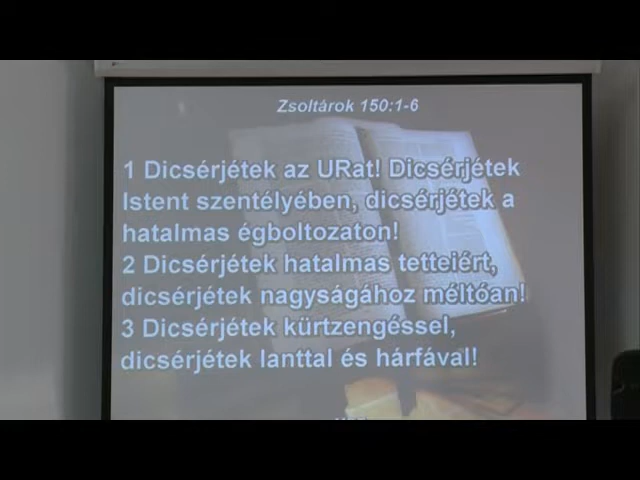 Zsoltárok 150:1-6
1 Dicsérjétek az URat! Dicsérjétek
Istent szentélyében, dicsérjétek a
hatalmas égboltozaton!
2 Dicsérjétek hatalmas tetteiért,
dicsérjétek nagyságához méltóan!
3 Dicsérjétek kürtzengéssel,
dicsérjétek lanttal és hárfával!